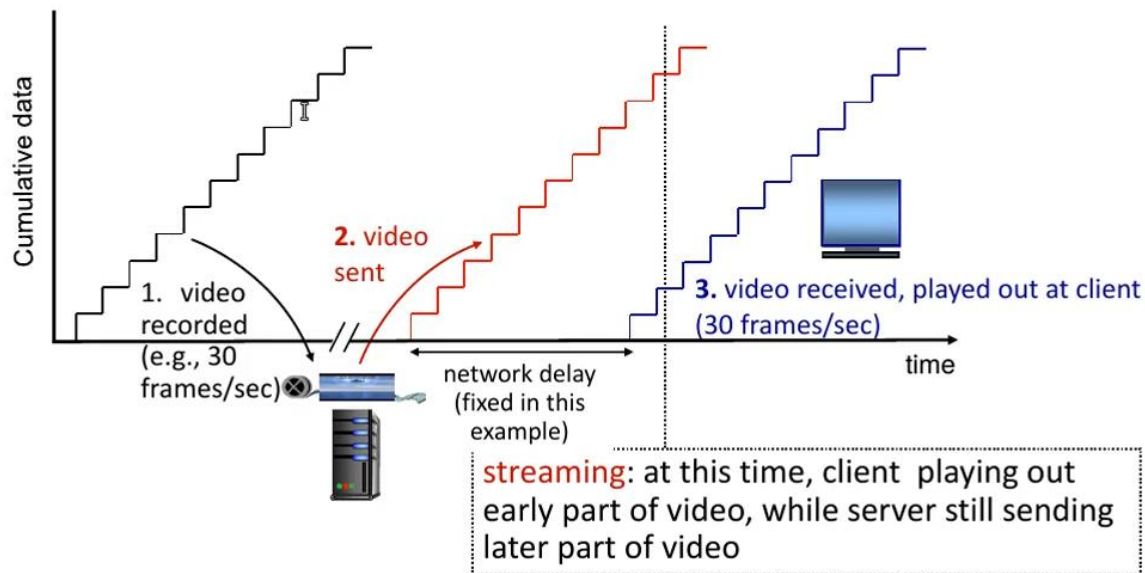 Cumulative data
1. video
recorded
(e.g., 30
frames/sec)
2. video
sent
3. video received, played out at client
(30 frames/sec)
time
network delay
(fixed in this
example)
streaming: at this time, client playing out
early part of video, while server still sending
later part of video